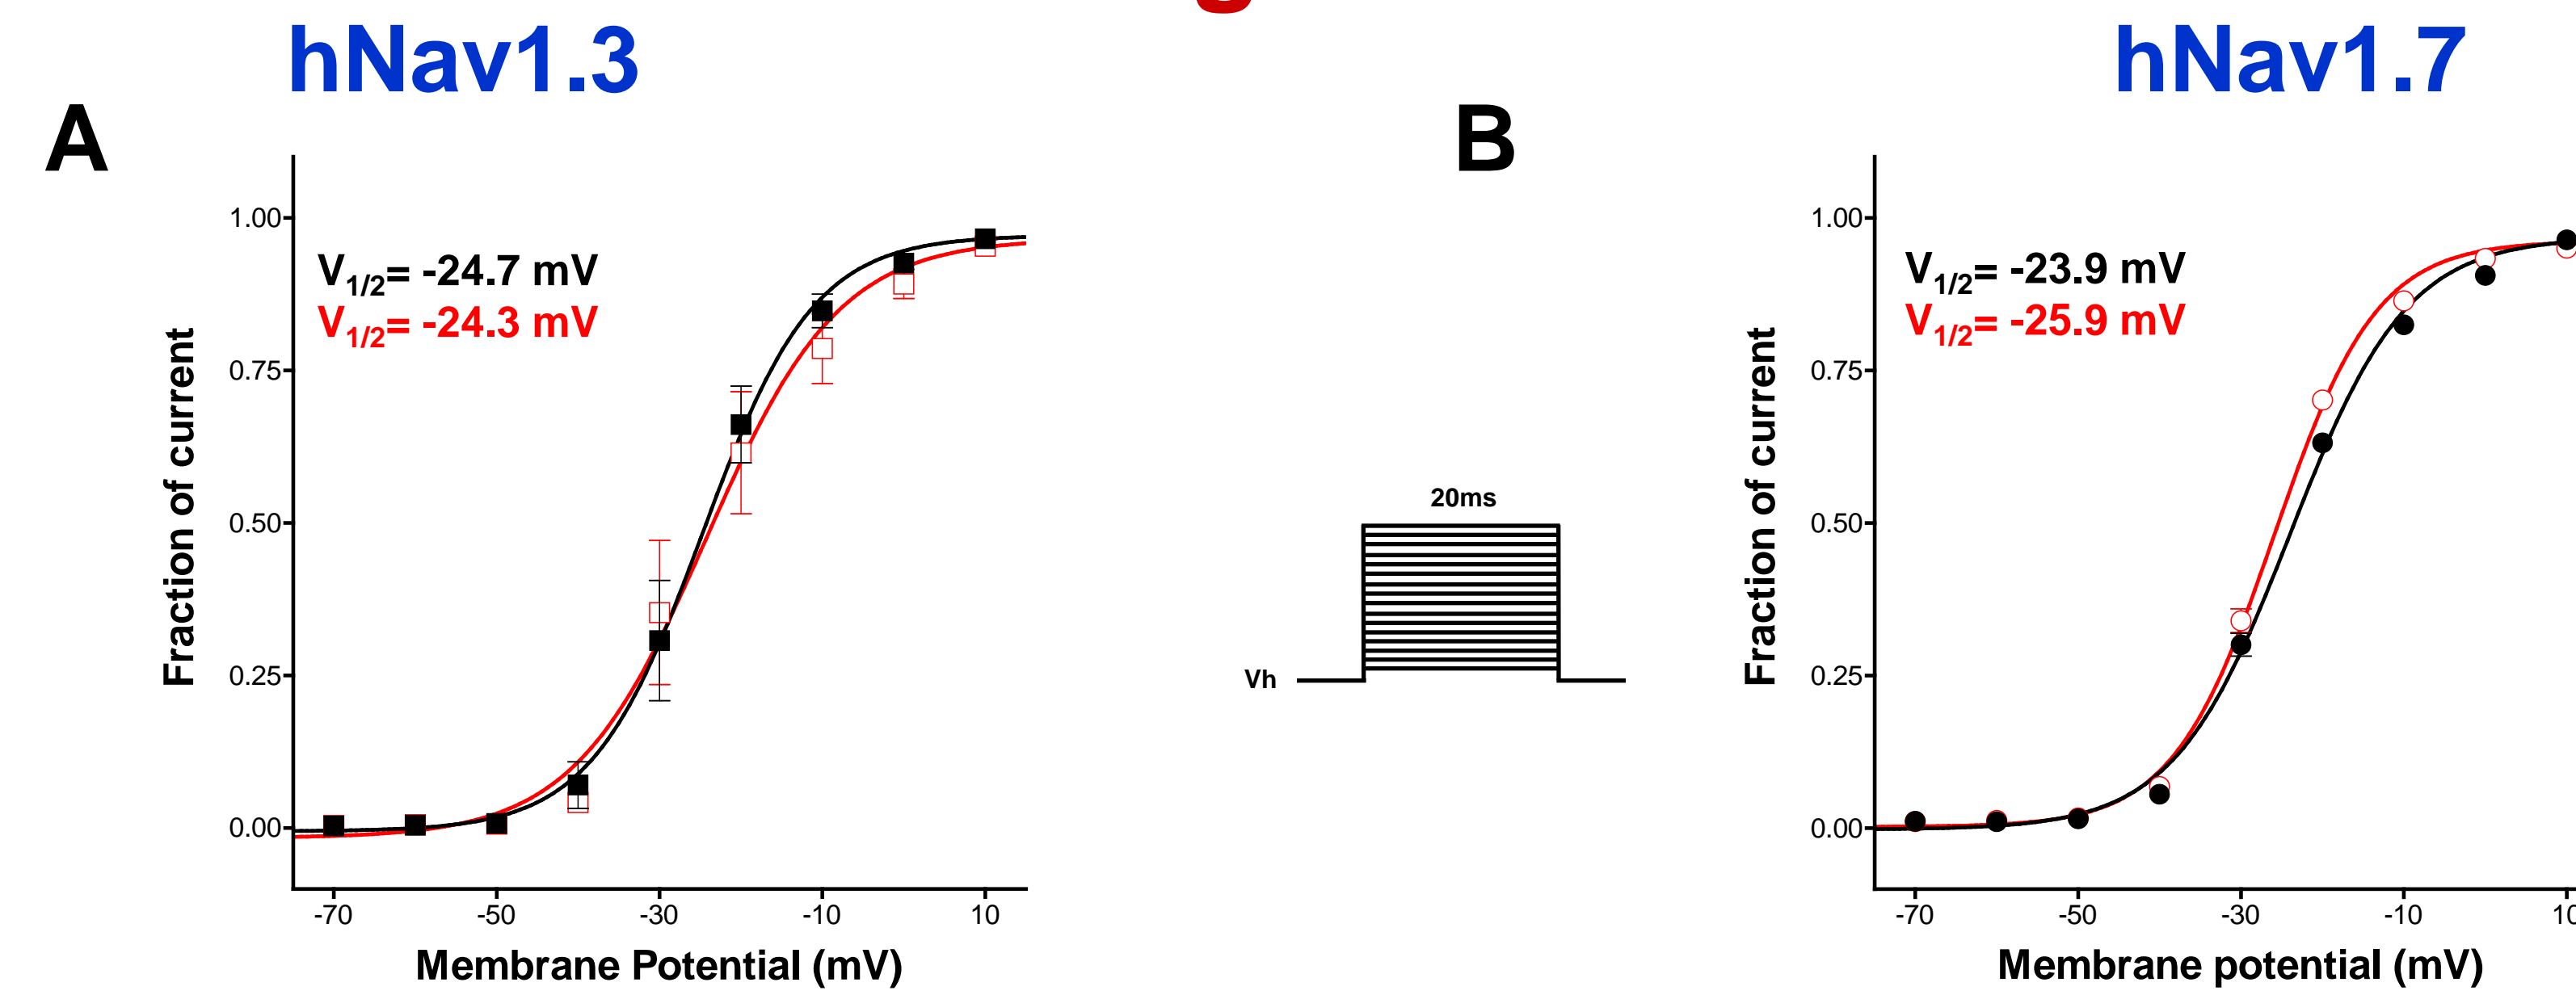 hNav1.3
hNav1.7
A
B
1.00
0.75
0.50
0.25
0.00
V1/2= -24.7 mV
V1/2= -24.3 mV
Fraction of current
-70
-50
-30
-10
10
Membrane Potential (mV)
20ms
Vh
1.00
0.75
0.50
0.25
0.00
V1/2= -23.9 mV
V1/2= -25.9 mV
Fraction of current
-70
-50
-30
-10
10
Membrane potential (mV)